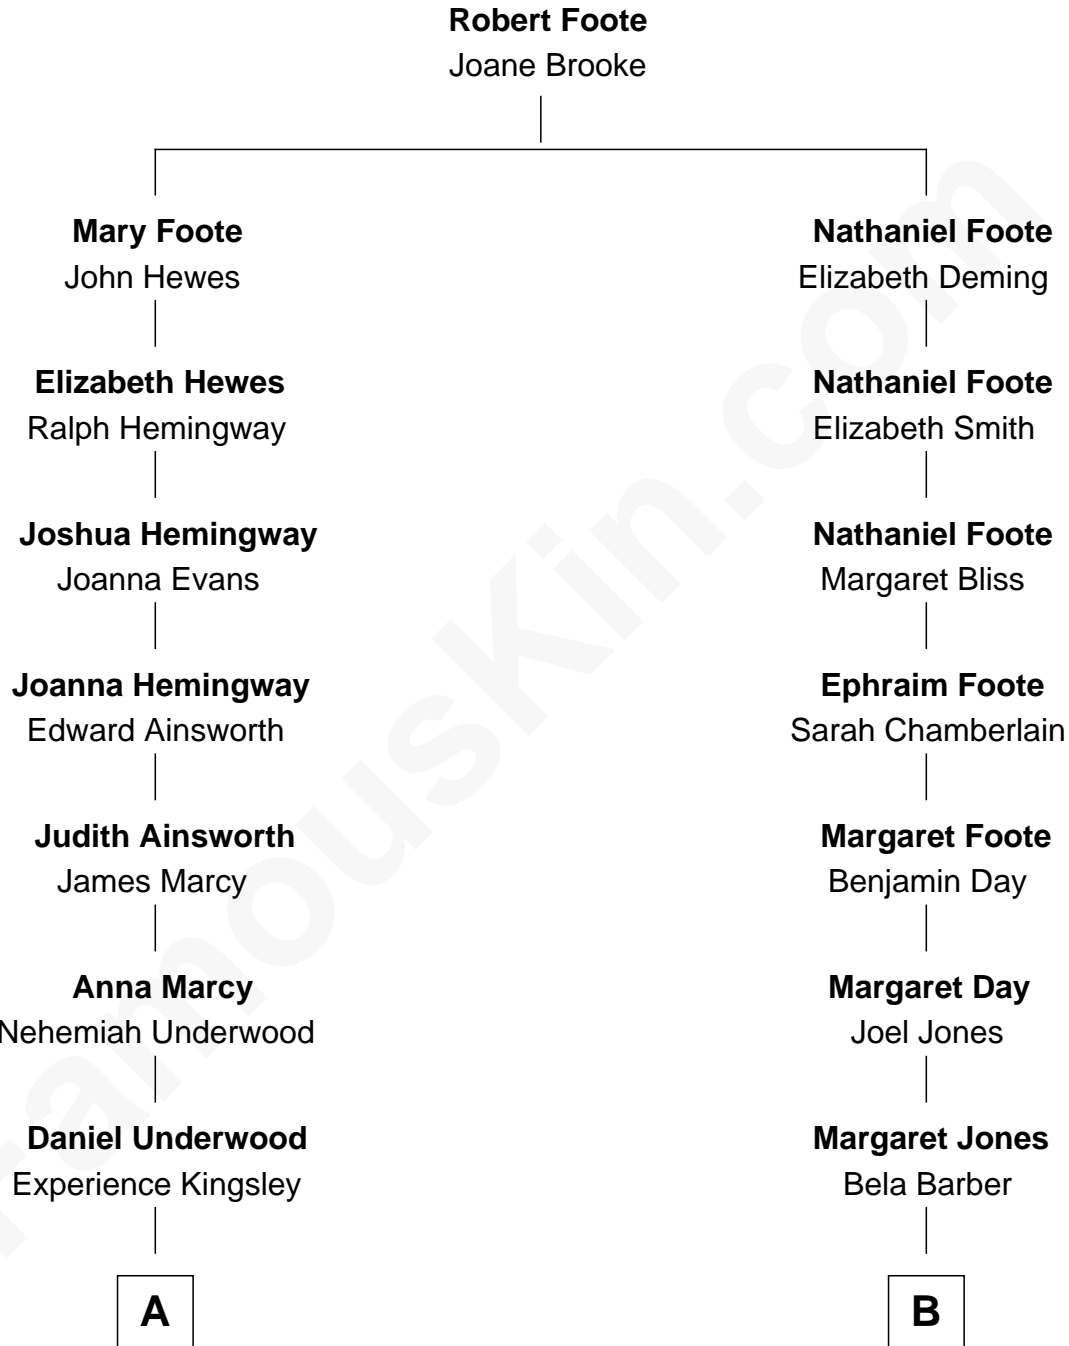 Robert Foote
Joane Brooke
Mary Foote
John Hewes
Nathaniel Foote
Elizabeth Deming
Elizabeth Hewes
Ralph Hemingway
Nathaniel Foote
Elizabeth Smith
Joshua Hemingway
Joanna Evans
Nathaniel Foote
Margaret Bliss
Joanna Hemingway
Edward Ainsworth
Ephraim Foote
Sarah Chamberlain
Judith Ainsworth
James Marcy
Margaret Foote
Benjamin Day
Anna Marcy
Nehemiah Underwood
Margaret Day
Joel Jones
Daniel Underwood
Experience Kingsley
Margaret Jones
Bela Barber
A
B
FamousKin.com